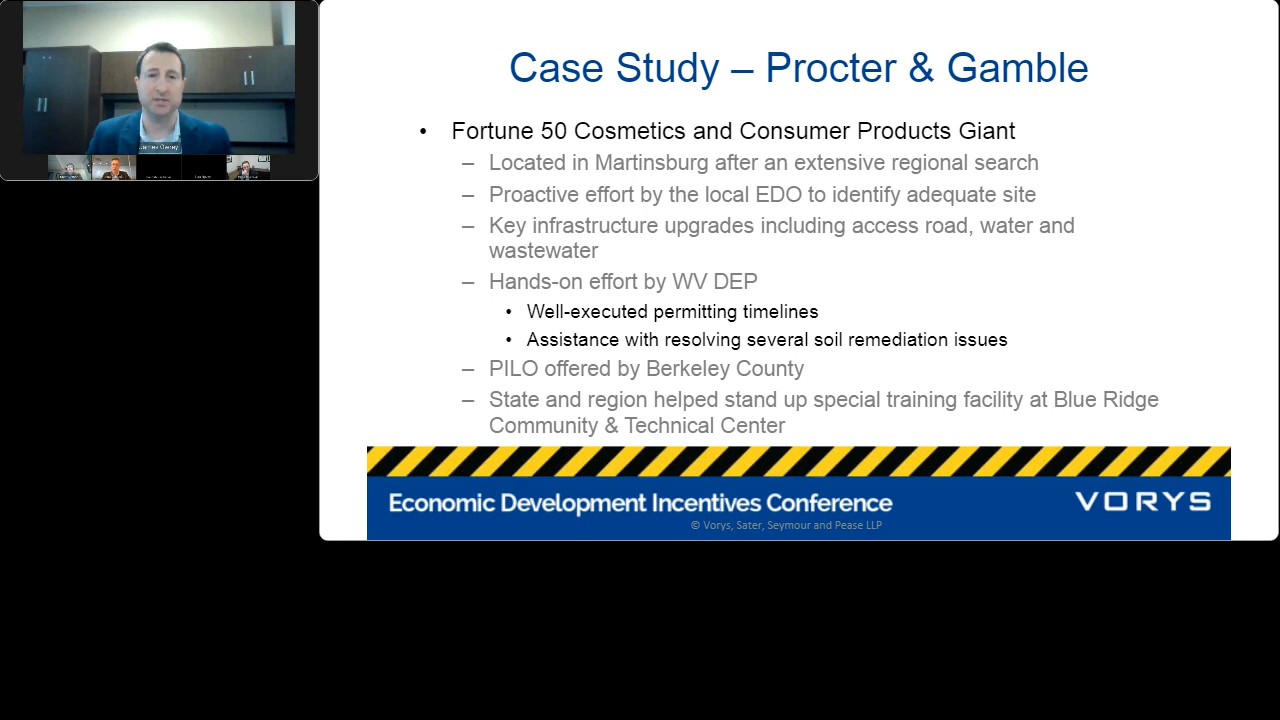 James Owrey
Case Study – Procter & Gamble
• Fortune 50 Cosmetics and Consumer Products Giant
– Located in Martinsburg after an extensive regional search
– Proactive effort by the local EDO to identify adequate site
– Key infrastructure upgrades including access road, water and
wastewater
– Hands-on effort by WV DEP
• Well-executed permitting timelines
• Assistance with resolving several soil remediation issues
– PILO offered by Berkeley County
– State and region helped stand up special training facility at Blue Ridge
Community & Technical Center
Economic Development Incentives Conference
VORYS
© Vorys, Sater, Seymour and Pease LLP